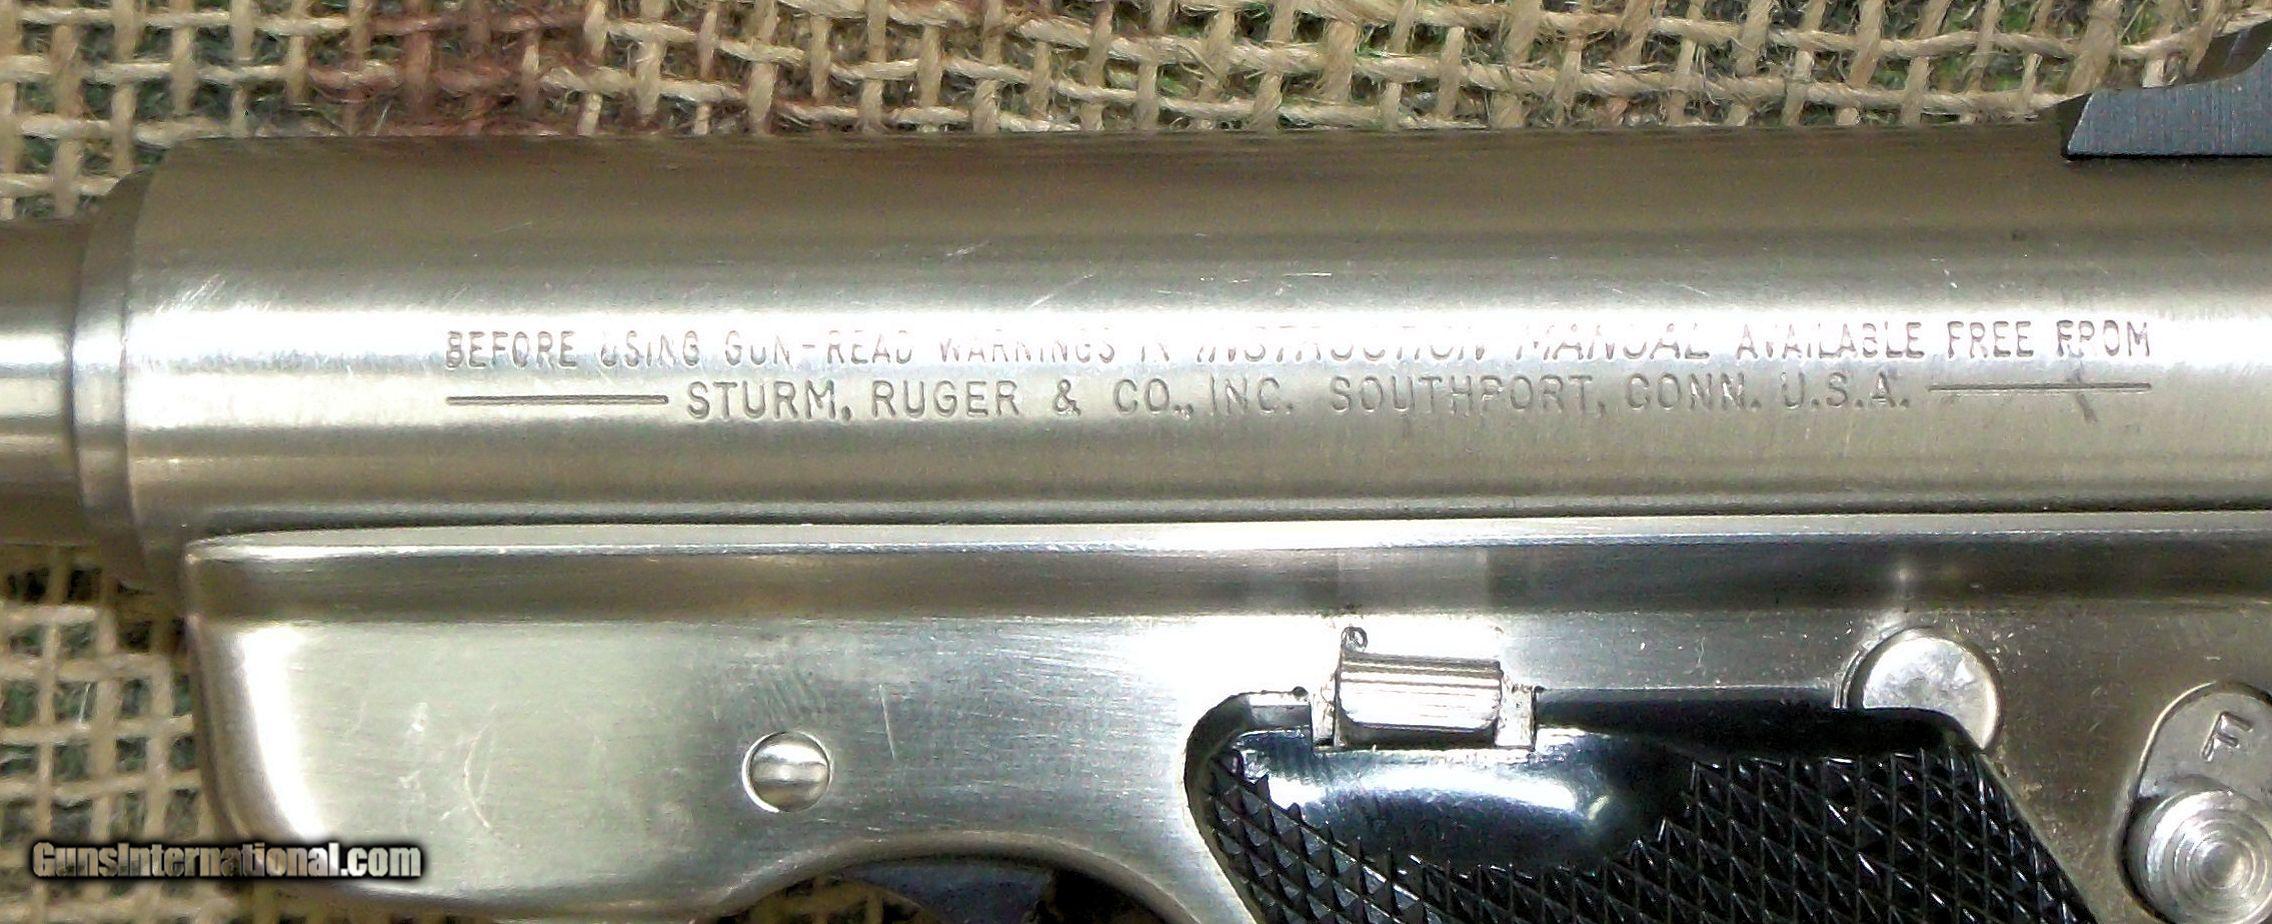 BEFORE USING GUN-READ WARNINGS IN INSTRUCTION MANUAL AVAILABLE FREE FROM
STURM, RUGER & CO., INC. SOUTHPORT, CONN. U.S.A.
F
GunsInternational.com